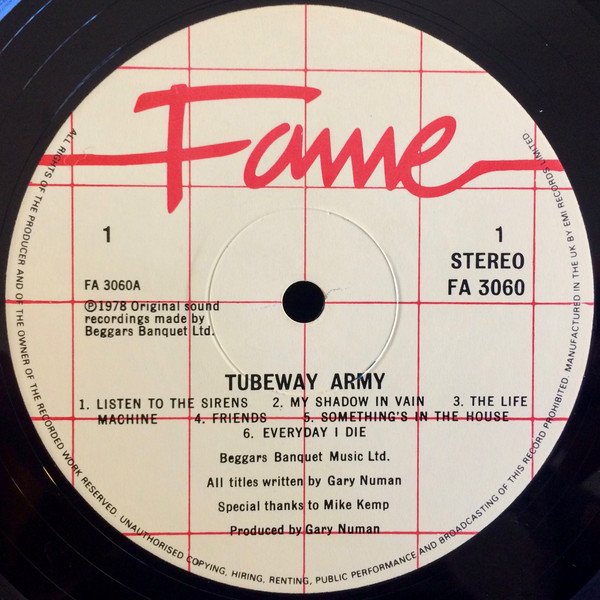 Fame
1
FA 3060A
℗1978 Original sound
recordings made by
Beggars Banquet Ltd.
1
STEREO
FA 3060
TUBEWAY ARMY
1. LISTEN TO THE SIRENS 2. MY SHADOW IN VAIN 3. THE LIFE
MACHINE 4. FRIENDS 5. SOMETHING'S IN THE HOUSE
6. EVERYDAY I DIE
Beggars Banquet Music Ltd.
All titles written by Gary Numan
Special thanks to Mike Kemp
Produced by Gary Numan
ALL RIGHTS OF THE PRODUCER AND OF THE OWNER OF THE RECORDED WORK RESERVED. UNAUTHORISED COPYING, HIRING, RENTING, PUBLIC PERFORMANCE AND BROADCASTING OF THIS RECORD PROHIBITED. MANUFACTURED IN THE UK BY EMI RECORDS LIMITED